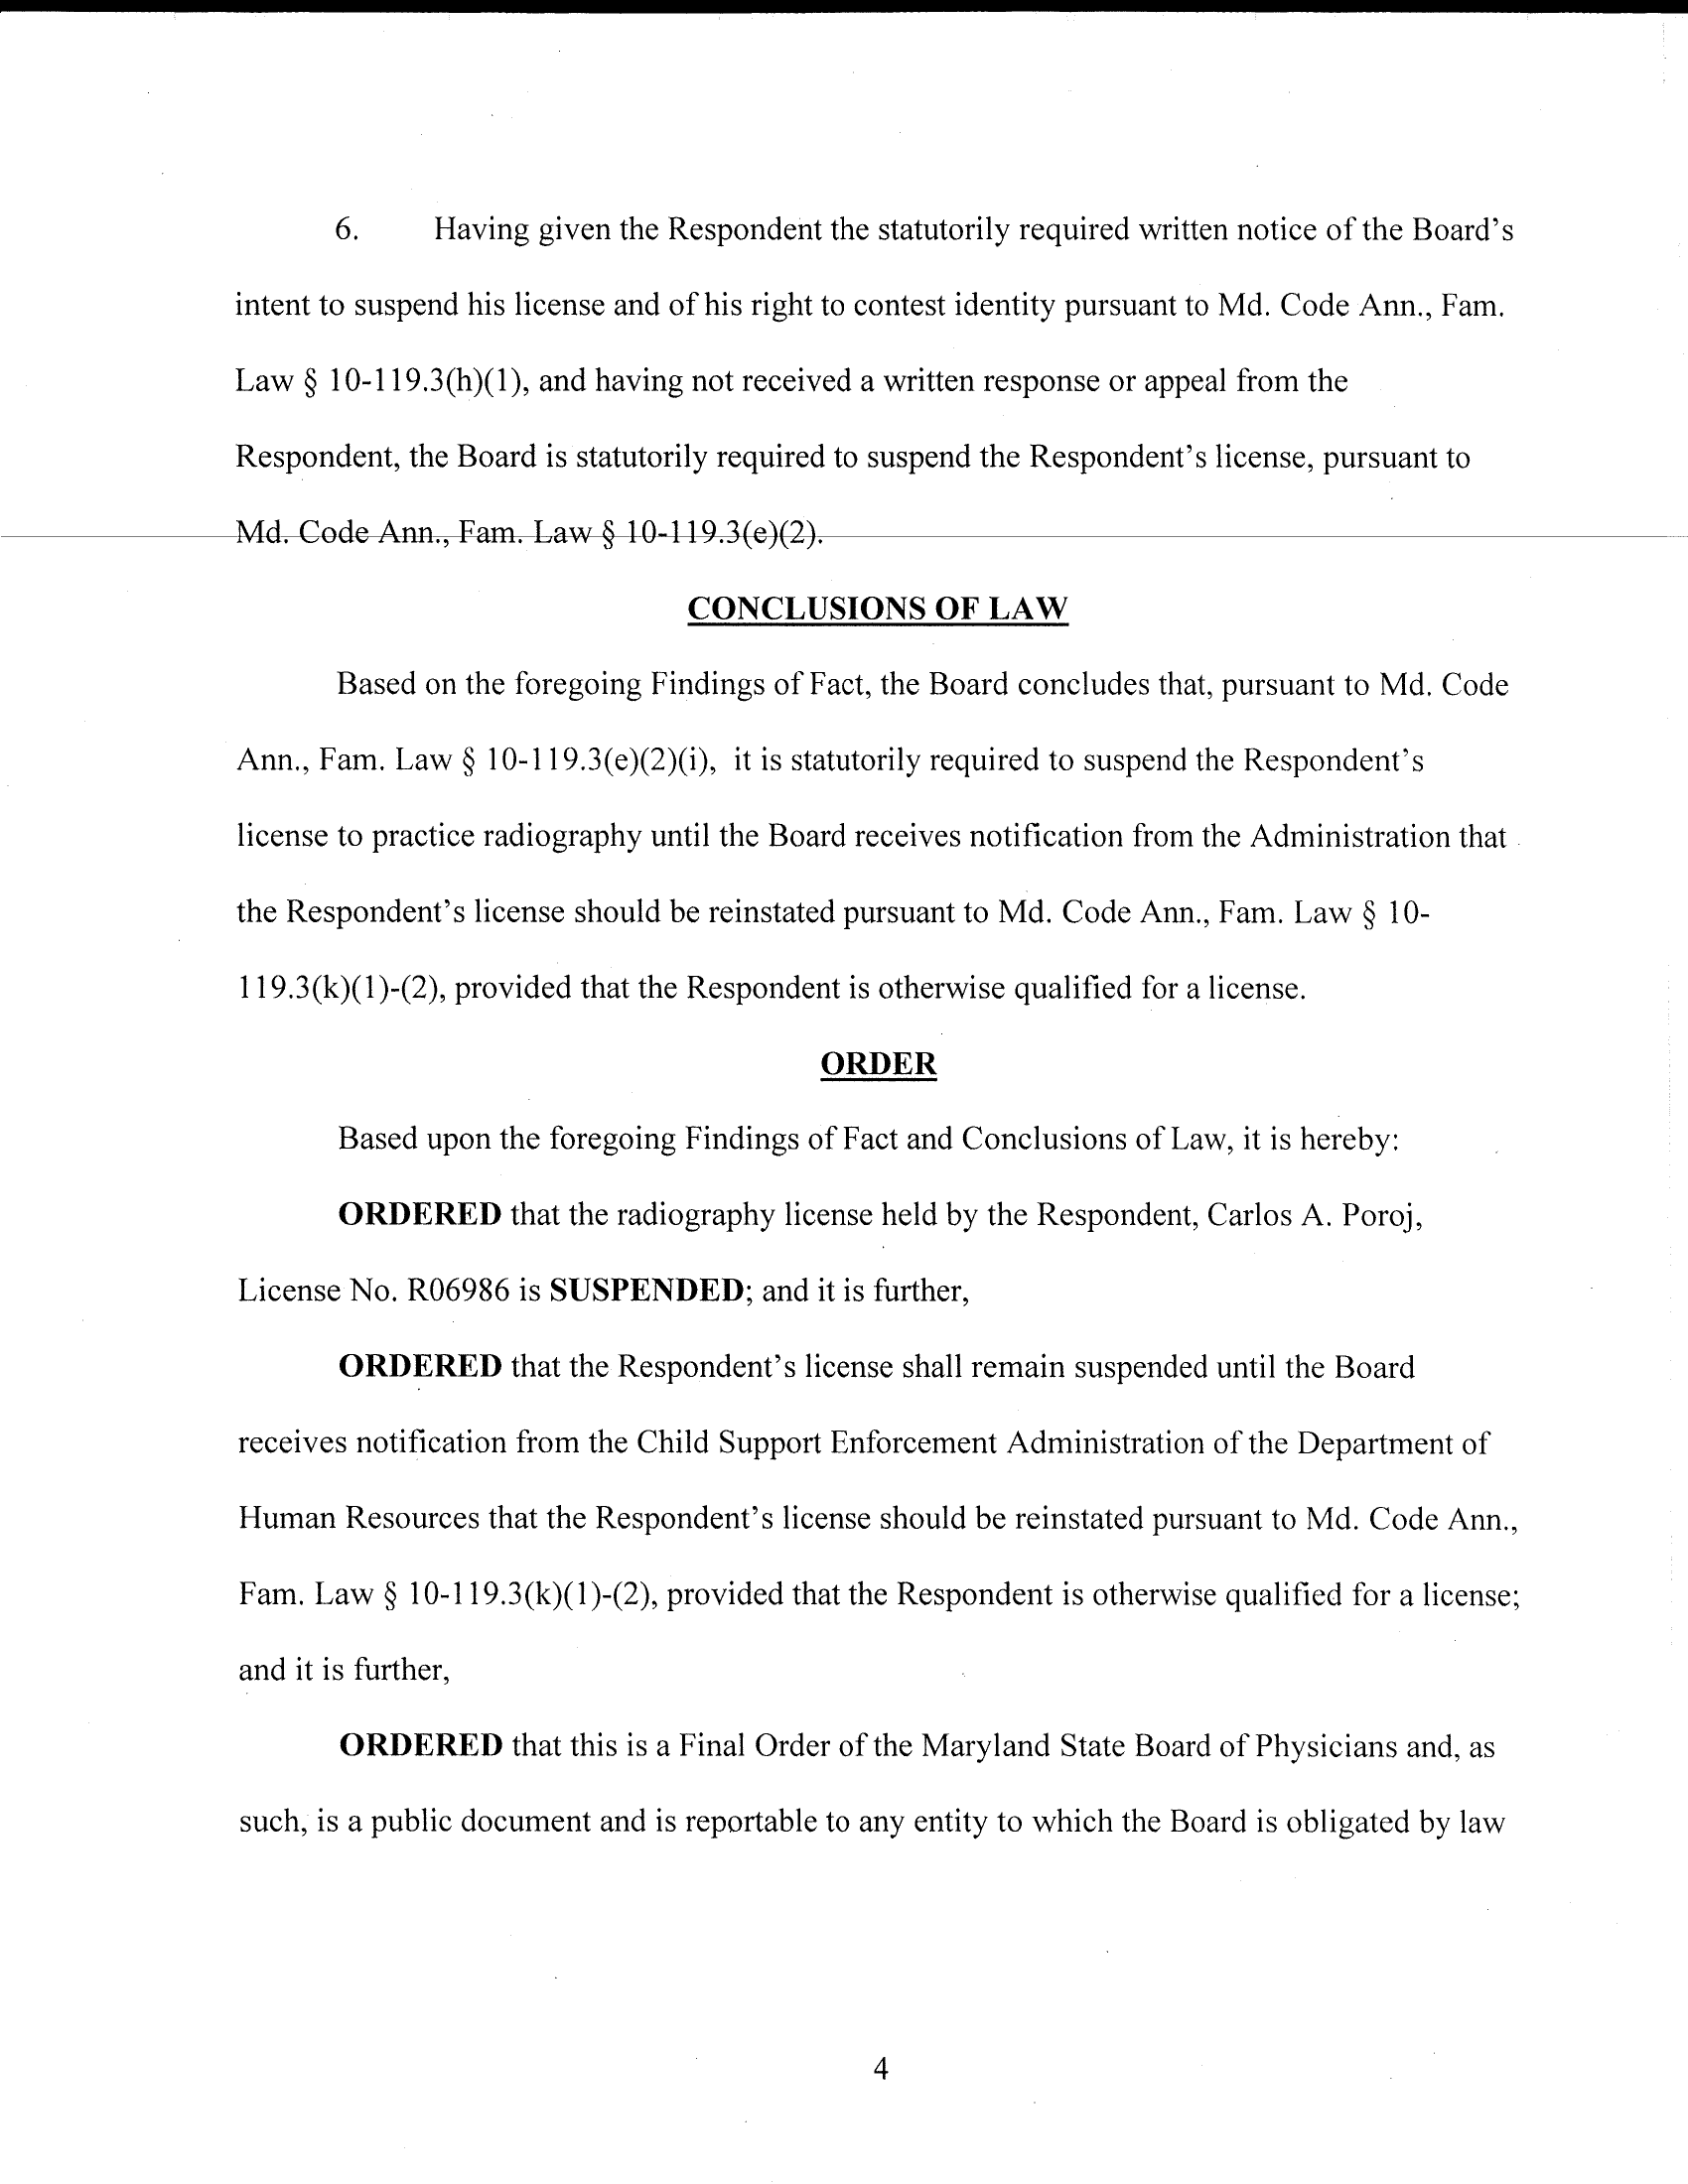 6. Having given the Respondent the statutorily required written notice of the Board's
intent to suspend his license and of his right to contest identity pursuant to Md. Code Ann., Fam.
Law § 10-119.3(h)(1), and having not received a written response or appeal from the
Respondent, the Board is statutorily required to suspend the Respondent's license, pursuant to
Md. Code Ann., Fam. Law § 10-119.3(e)(2).
CONCLUSIONS OF LAW
Based on the foregoing Findings of Fact, the Board concludes that, pursuant to Md. Code
Ann., Fam. Law § 10-119.3(e)(2)(i), it is statutorily required to suspend the Respondent's
license to practice radiography until the Board receives notification from the Administration that
the Respondent's license should be reinstated pursuant to Md. Code Ann., Fam. Law § 10-
119.3(k)(1)-(2), provided that the Respondent is otherwise qualified for a license.
ORDER
Based upon the foregoing Findings of Fact and Conclusions of Law, it is hereby:
ORDERED that the radiography license held by the Respondent, Carlos A. Poroj,
License No. R06986 is SUSPENDED; and it is further,
ORDERED that the Respondent's license shall remain suspended until the Board
receives notification from the Child Support Enforcement Administration of the Department of
Human Resources that the Respondent's license should be reinstated pursuant to Md. Code Ann.,
Fam. Law § 10-119.3(k)(1)-(2), provided that the Respondent is otherwise qualified for a license;
and it is further,
ORDERED that this is a Final Order of the Maryland State Board of Physicians and, as
such, is a public document and is reportable to any entity to which the Board is obligated by law
4